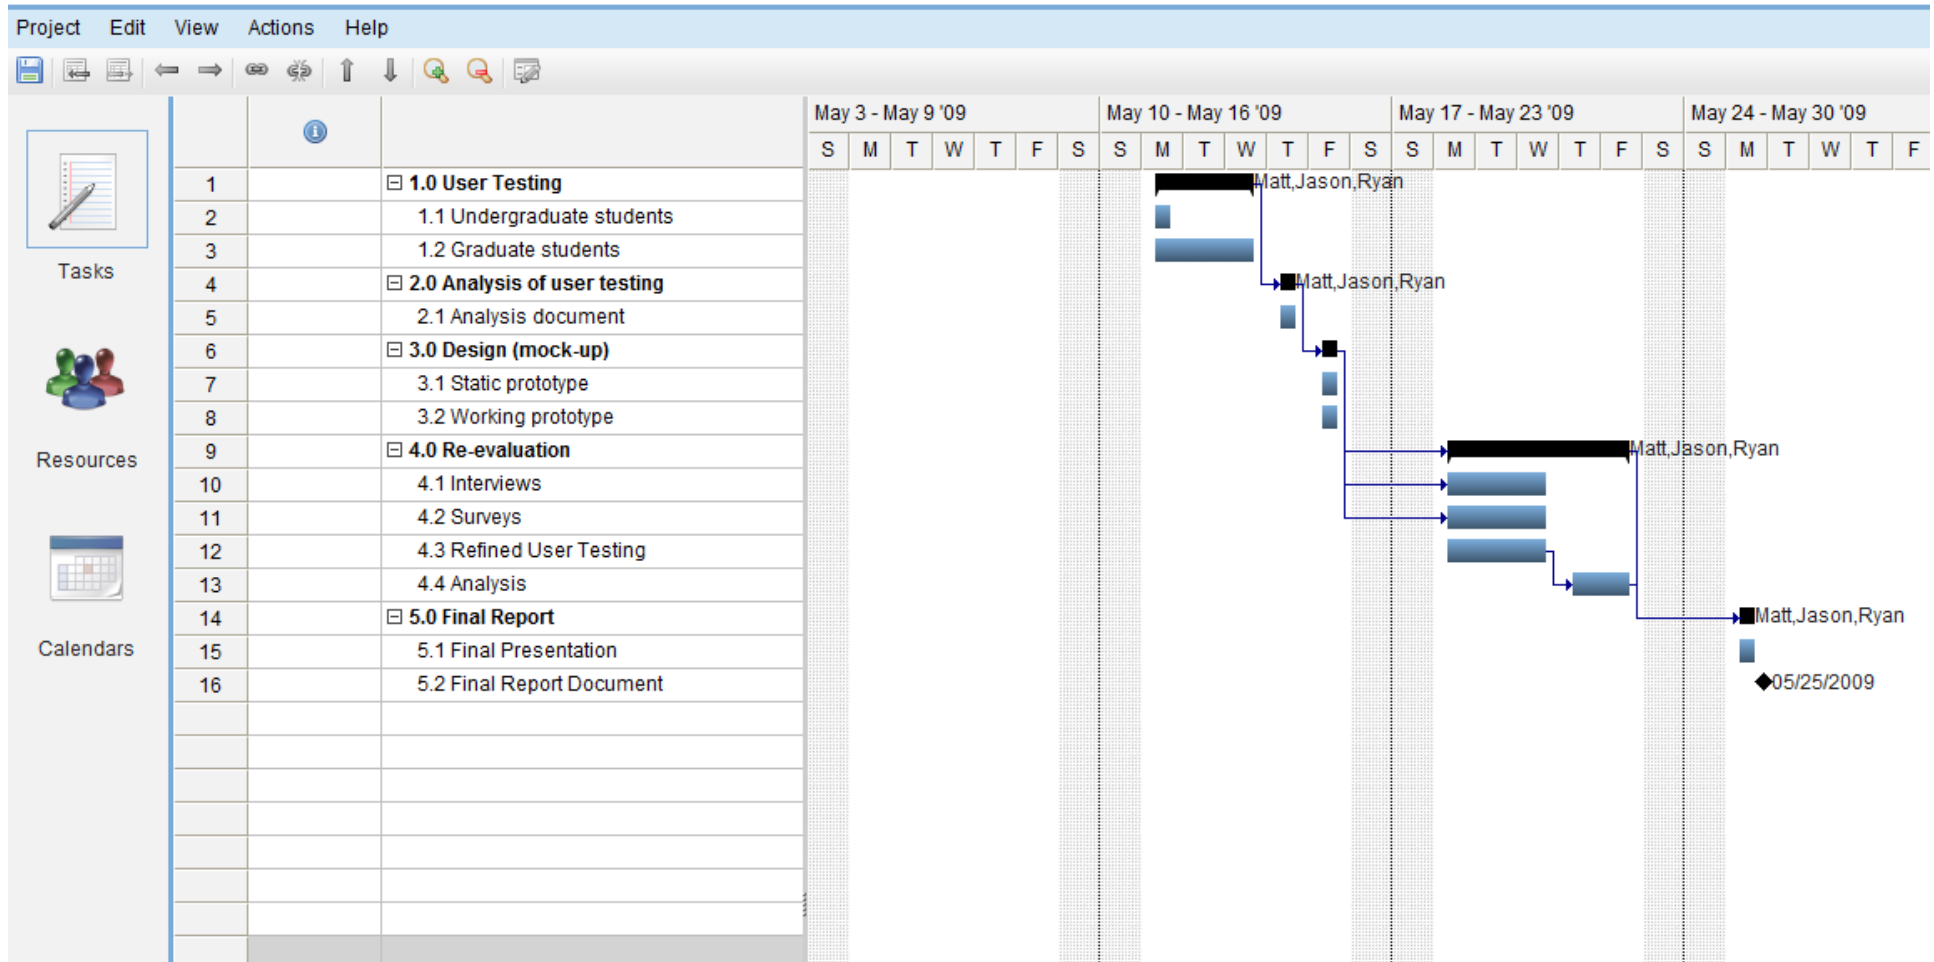 Project Edit View Actions Help
May 3 - May 9 '09 May 10 - May 16 '09 May 17 - May 23 '09 May 24 - May 30 '09
S M T W T F S S M T W T F S S M T W T F S S M T W T F
1 1.0 User Testing Matt,Jason,Ryan
2 1.1 Undergraduate students
3 1.2 Graduate students
Tasks
4 2.0 Analysis of user testing Matt,Jason,Ryan
5 2.1 Analysis document
6 3.0 Design (mock-up)
7 3.1 Static prototype
8 3.2 Working prototype
Resources
9 4.0 Re-evaluation Matt,Jason,Ryan
10 4.1 Interviews
11 4.2 Surveys
12 4.3 Refined User Testing
13 4.4 Analysis
14 5.0 Final Report Matt,Jason,Ryan
Calendars
15 5.1 Final Presentation
16 5.2 Final Report Document 05/25/2009